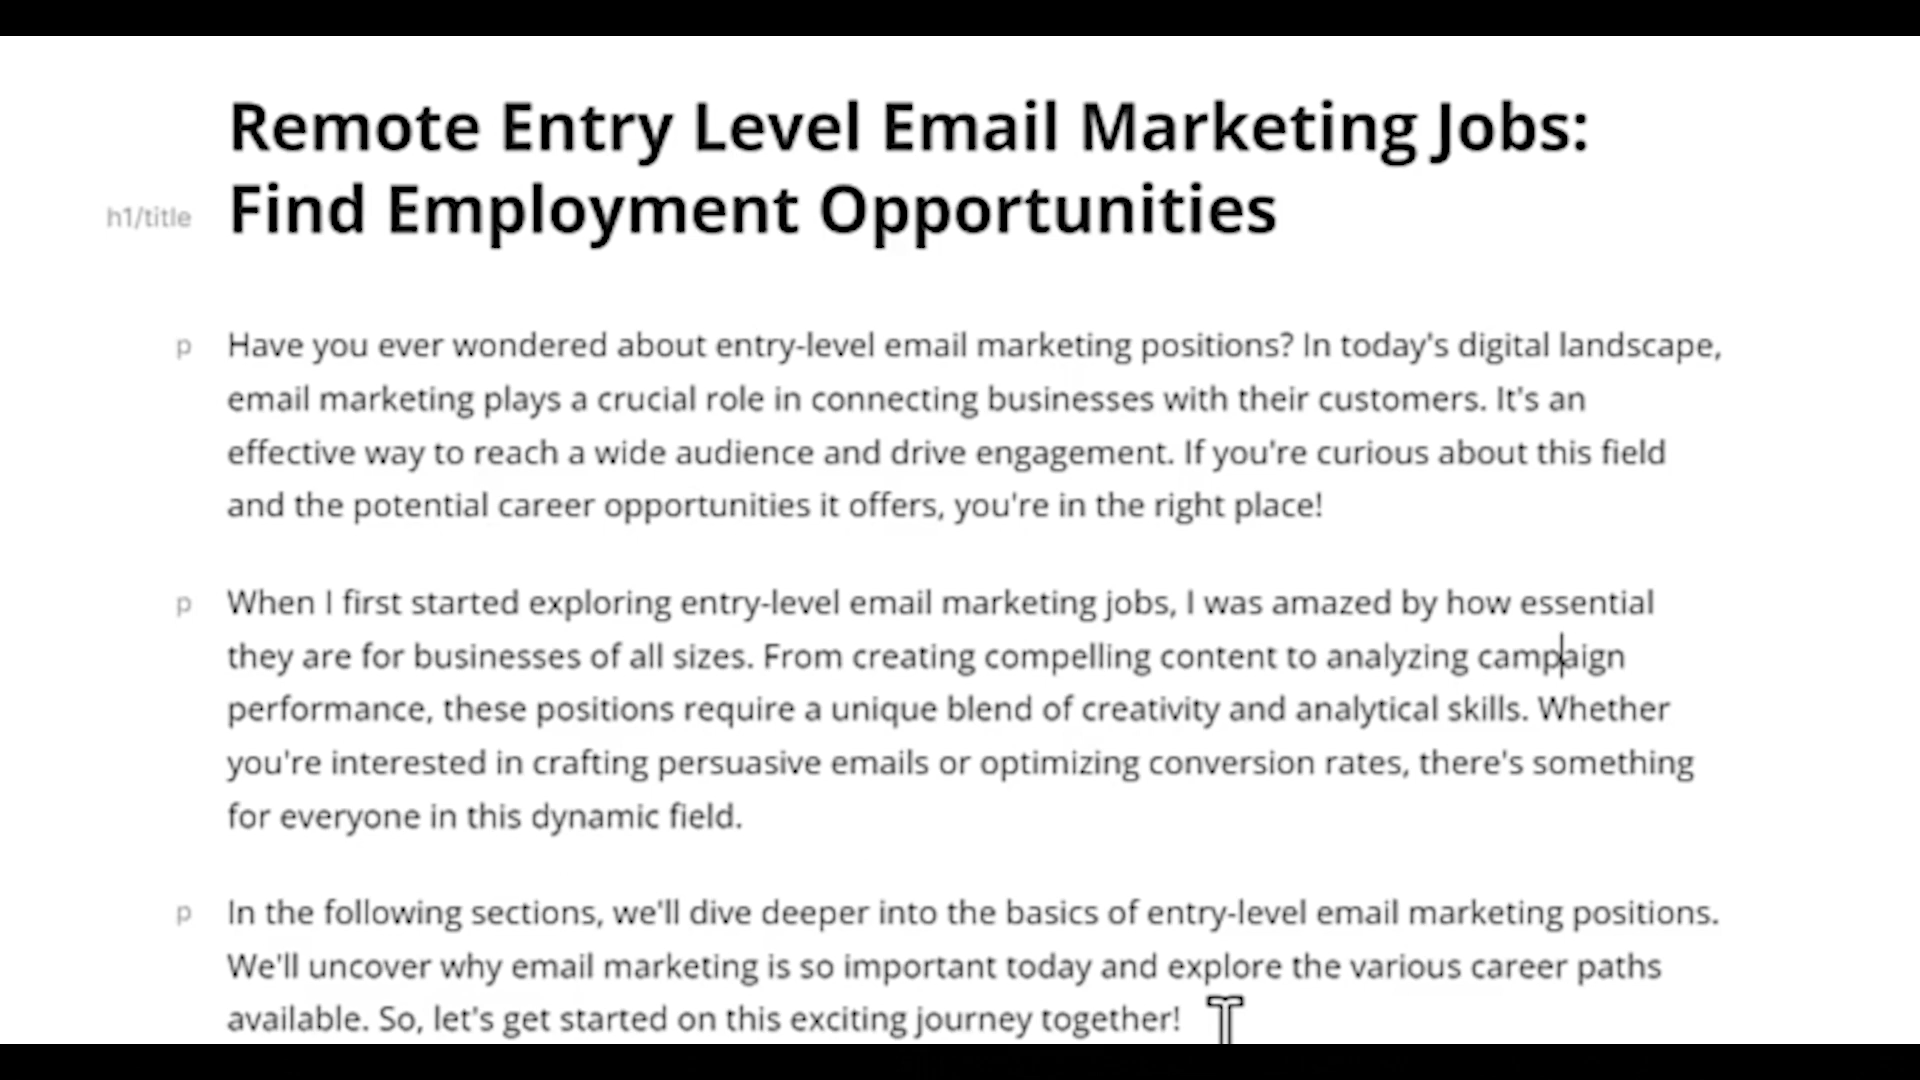 Remote Entry Level Email Marketing Jobs:
h1/title Find Employment Opportunities
p Have you ever wondered about entry-level email marketing positions? In today's digital landscape,
email marketing plays a crucial role in connecting businesses with their customers. It's an
effective way to reach a wide audience and drive engagement. If you're curious about this field
and the potential career opportunities it offers, you're in the right place!
p When I first started exploring entry-level email marketing jobs, I was amazed by how essential
they are for businesses of all sizes. From creating compelling content to analyzing campaign
performance, these positions require a unique blend of creativity and analytical skills. Whether
you're interested in crafting persuasive emails or optimizing conversion rates, there's something
for everyone in this dynamic field.
p In the following sections, we'll dive deeper into the basics of entry-level email marketing positions.
We'll uncover why email marketing is so important today and explore the various career paths
available. So, let's get started on this exciting journey together!